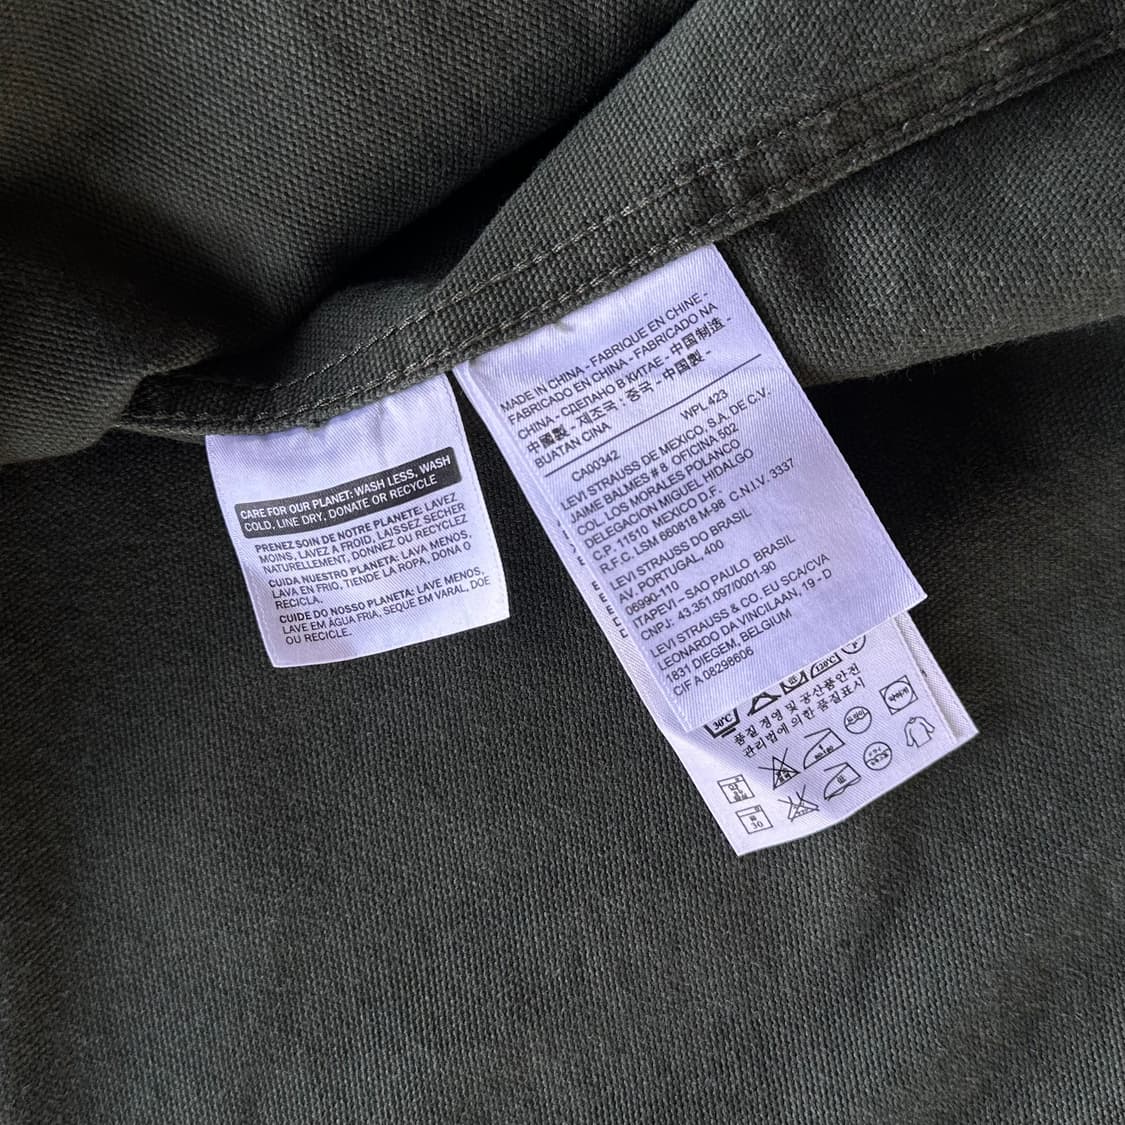 CARE FOR OUR PLANET: WASH LESS, WASH
COLD, LINE DRY, DONATE OR RECYCLE
PRENEZ SOIN DE NOTRE PLANETE: LAVEZ
MOINS, LAVEZ A FROID, LAISSEZ SÉCHER
NATURELLEMENT, DONNEZ OU RECYCLEZ
CUIDA NUESTRO PLANETA: LAVA MENOS,
LAVA EN FRIO, TIENDE LA ROPA, DONA O
RECICLA.
CUIDE DO NOSSO PLANETA: LAVE MENOS,
LAVE EM ÁGUA FRIA, SEQUE EM VARAL, DOE
OU RECICLE.
MADE IN CHINA - FABRIQUE EN CHINE -
FABRICADO EN CHINA - FABRICADO NA
CHINA - СДЕЛАНО В КИТАЕ - 中国制造 -
中國製 - 제조국 : 중국 - 中国製 -
BUATAN CINA
CA00342 WPL 423
LEVI STRAUSS DE MEXICO, S.A. DE C.V.
JAIME BALMES # 8 OFICINA 502
COL. LOS MORALES POLANCO
DELEGACION MIGUEL HIDALGO
C.P. 11510 MEXICO D.F.
R.F.C. LSM 860818 M-98 C.N.I.V. 3337
LEVI STRAUSS DO BRASIL
AV. PORTUGAL, 400
06990-110
ITAPEVI - SAO PAULO BRASIL
CNPJ: 43.351.097/0001-90
LEVI STRAUSS & CO. EU SCA/CVA
LEONARDO DA VINCILAAN, 19 - D
1831 DIEGEM, BELGIUM
CIF A 08298606
30°C 120°C P
품질 경영 및 공산품안전
관리법에 의한 품질표시
30